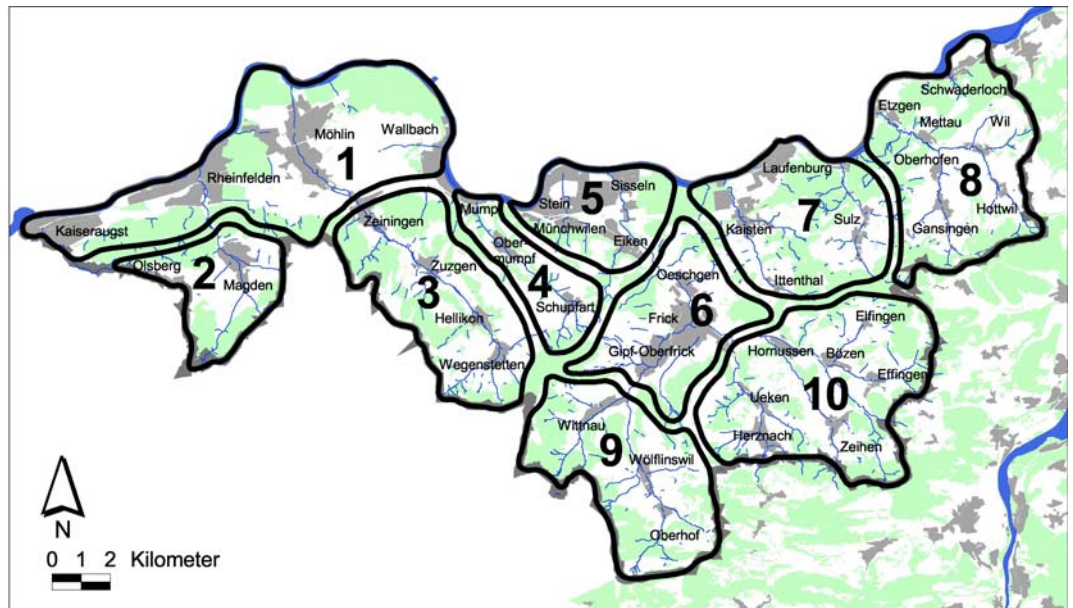 Schwaderloch
Etzgen
Mettau
Wil
Möhlin
Wallbach
1
Oberhofen
Laufenburg
8
Rheinfelden
Sisseln
5
Stein
Mumpf
Hottwil
Zeiningen
7
Sulz
Münchwilen
Kaisten
Gansingen
Kaiseraugst
Eiken
Ober-
mumpf
Olsberg
2
Zuzgen
4
Oeschgen
Ittenthal
Magden
3
Schupfart
6
Hellikon
Frick
Elfingen
Hornussen
Bözen
Gipf-Oberfrick
Wegenstetten
Effingen
10
Ueken
Wittnau
9
Herznach
Zeihen
Wölflinswil
Oberhof
N
0 1 2 Kilometer